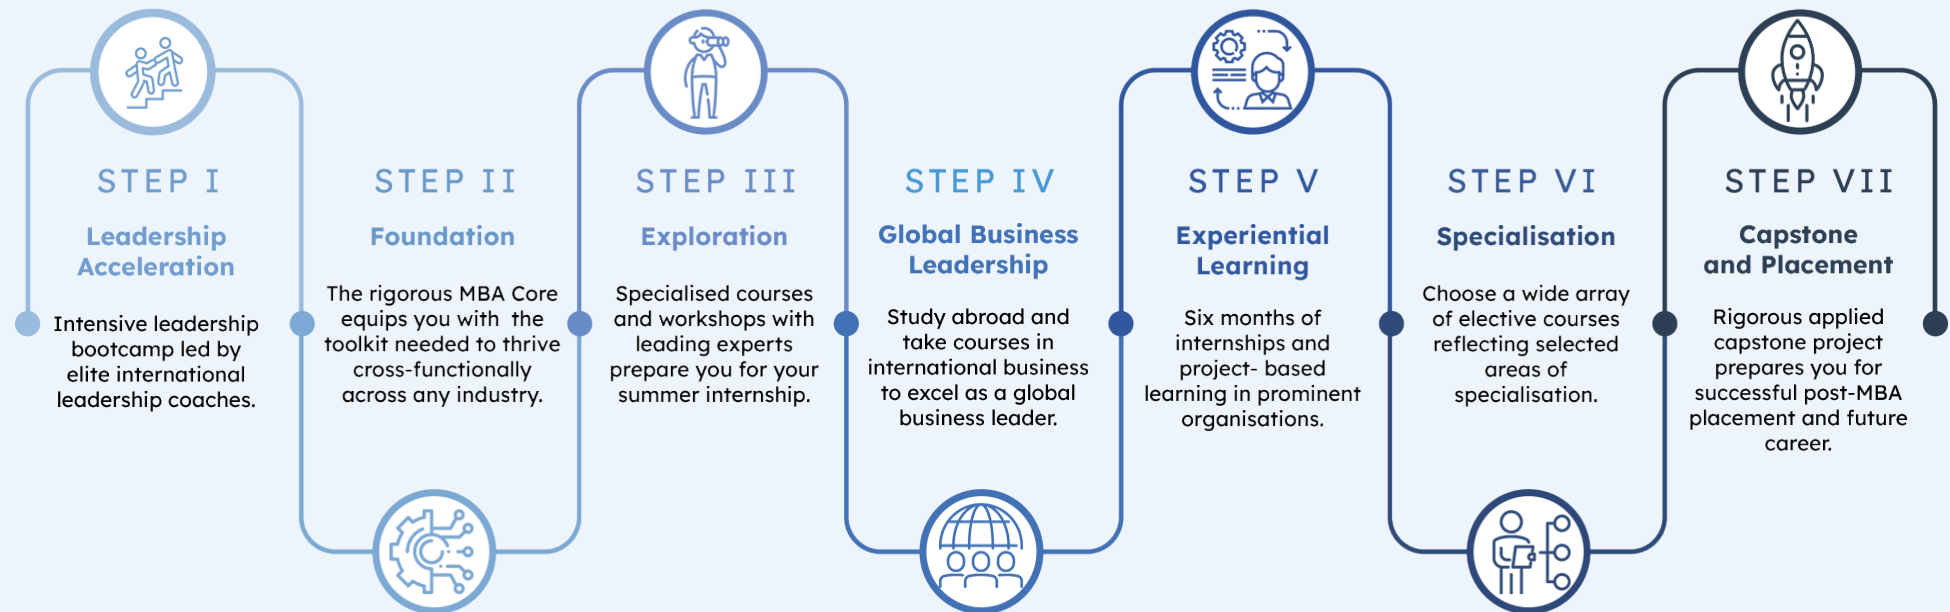 STEP I
Leadership
Acceleration
Intensive leadership
bootcamp led by
elite international
leadership coaches.
STEP II
Foundation
The rigorous MBA Core
equips you with the
toolkit needed to thrive
cross-functionally
across any industry.
STEP III
Exploration
Specialised courses
and workshops with
leading experts
prepare you for your
summer internship.
STEP IV
Global Business
Leadership
Study abroad and
take courses in
international business
to excel as a global
business leader.
STEP V
Experiential
Learning
Six months of
internships and
project- based
learning in prominent
organisations.
STEP VI
Specialisation
Choose a wide array
of elective courses
reflecting selected
areas of
specialisation.
STEP VII
Capstone
and Placement
Rigorous applied
capstone project
prepares you for
successful post-MBA
placement and future
career.